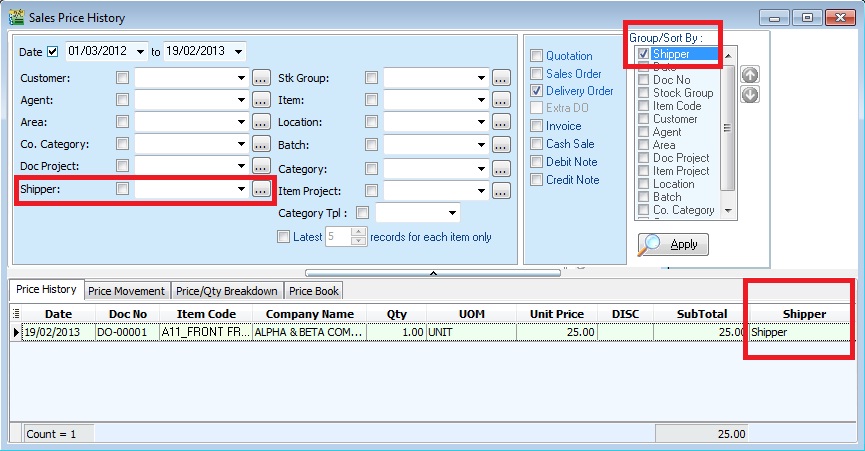 Sales Price History
Date 01/03/2012 to 19/02/2013
Customer:
Agent:
Area:
Co. Category:
Doc Project:
Shipper:
Stk Group:
Item:
Location:
Batch:
Category:
Item Project:
Category Tpl :
Latest 5 records for each item only
Quotation
Sales Order
Delivery Order
Extra DO
Invoice
Cash Sale
Debit Note
Credit Note
Group/Sort By :
Shipper
Date
Doc No
Stock Group
Item Code
Customer
Agent
Area
Doc Project
Item Project
Location
Batch
Co. Category
Apply
Price History Price Movement Price/Qty Breakdown Price Book
Date Doc No Item Code Company Name Qty UOM Unit Price DISC SubTotal Shipper
19/02/2013 DO-00001 A11_FRONT FR... ALPHA & BETA COM... 1.00 UNIT 25.00 25.00 Shipper
Count = 1 25.00